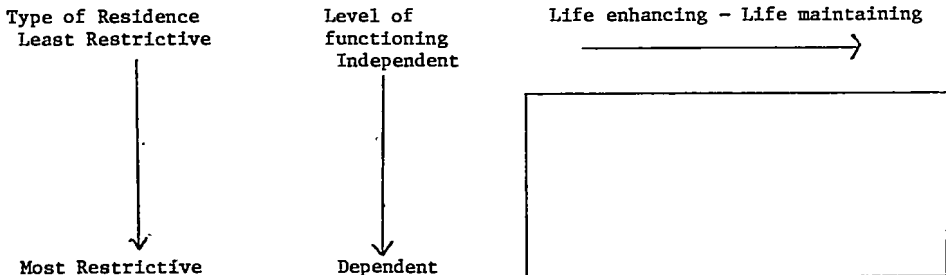 Type of Residence
Least Restrictive
Level of
functioning
Independent
Life enhancing - Life maintaining
Most Restrictive
Dependent